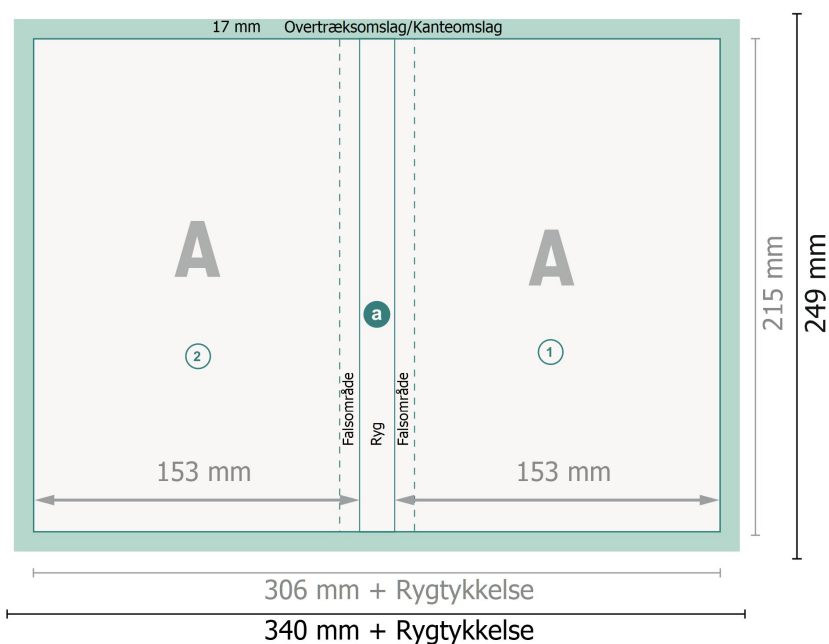 17 mm Overtræksomslag/Kanteomslag
A
A
a
2
1
215 mm
249 mm
Falsområde
Ryg
Falsområde
153 mm
153 mm
306 mm + Rygtykkelse
340 mm + Rygtykkelse